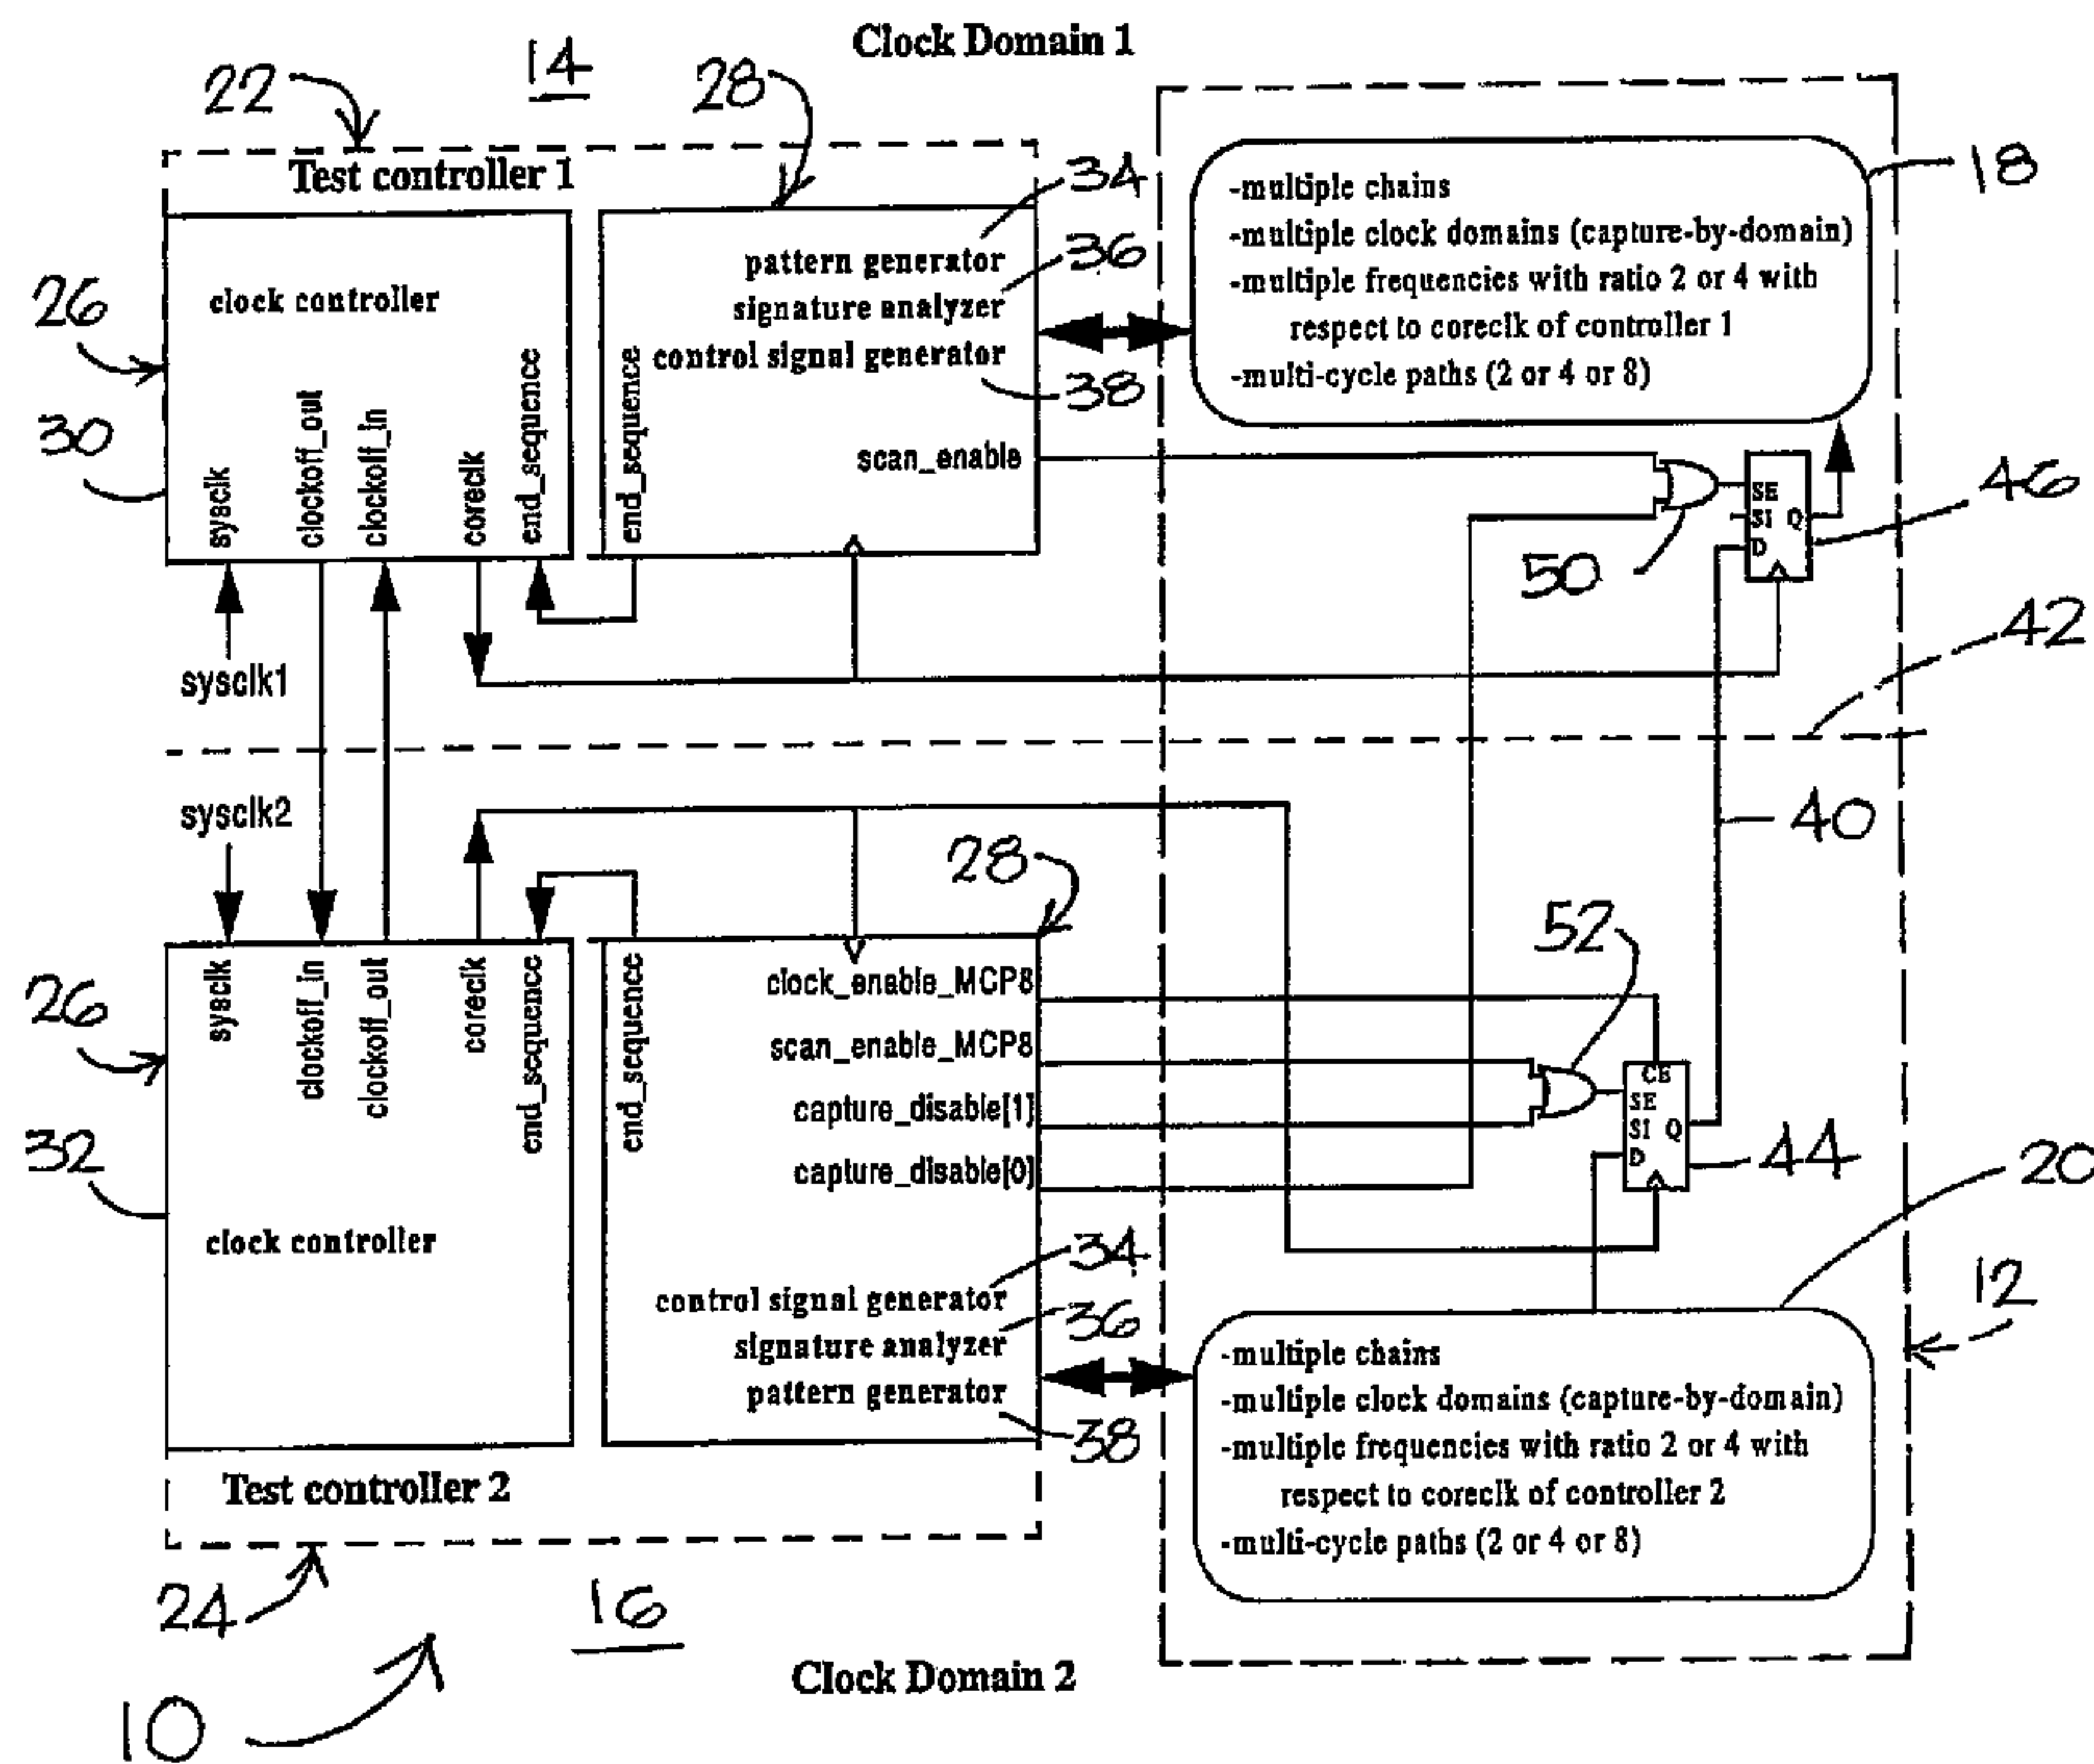 Clock Domain 1
14
22
28
Test controller 1
34
pattern generator
36
signature analyzer
control signal generator
38
clock controller
26
30
sysclk
clockoff_out
clockoff_in
coreclk
end_sequence
end_sequence
scan_enable
-multiple chains
-multiple clock domains (capture-by-domain)
-multiple frequencies with ratio 2 or 4 with
respect to coreclk of controller 1
-multi-cycle paths (2 or 4 or 8)
18
SE
SI Q
D
46
50
42
sysclk1
sysclk2
40
28
52
26
32
sysclk
clockoff_in
clockoff_out
coreclk
end_sequence
end_sequence
clock_enable_MCP8
scan_enable_MCP8
capture_disable[1]
capture_disable[0]
CE
SE
SI Q
D
44
20
12
clock controller
34
control signal generator
36
signature analyzer
pattern generator
38
-multiple chains
-multiple clock domains (capture-by-domain)
-multiple frequencies with ratio 2 or 4 with
respect to coreclk of controller 2
-multi-cycle paths (2 or 4 or 8)
Test controller 2
24
16
Clock Domain 2
10